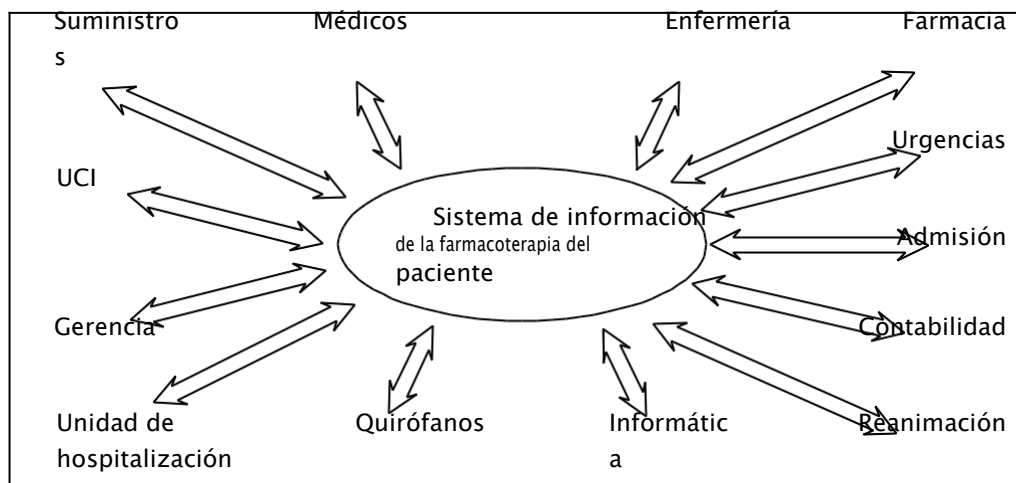 Suministro
s
Médicos
Enfermería
Farmacia
Urgencias
UCI
Sistema de información
de la farmacoterapia del
paciente
Admisión
Gerencia
Contabilidad
Unidad de
hospitalización
Quirófanos
Informátic
a
Reanimación